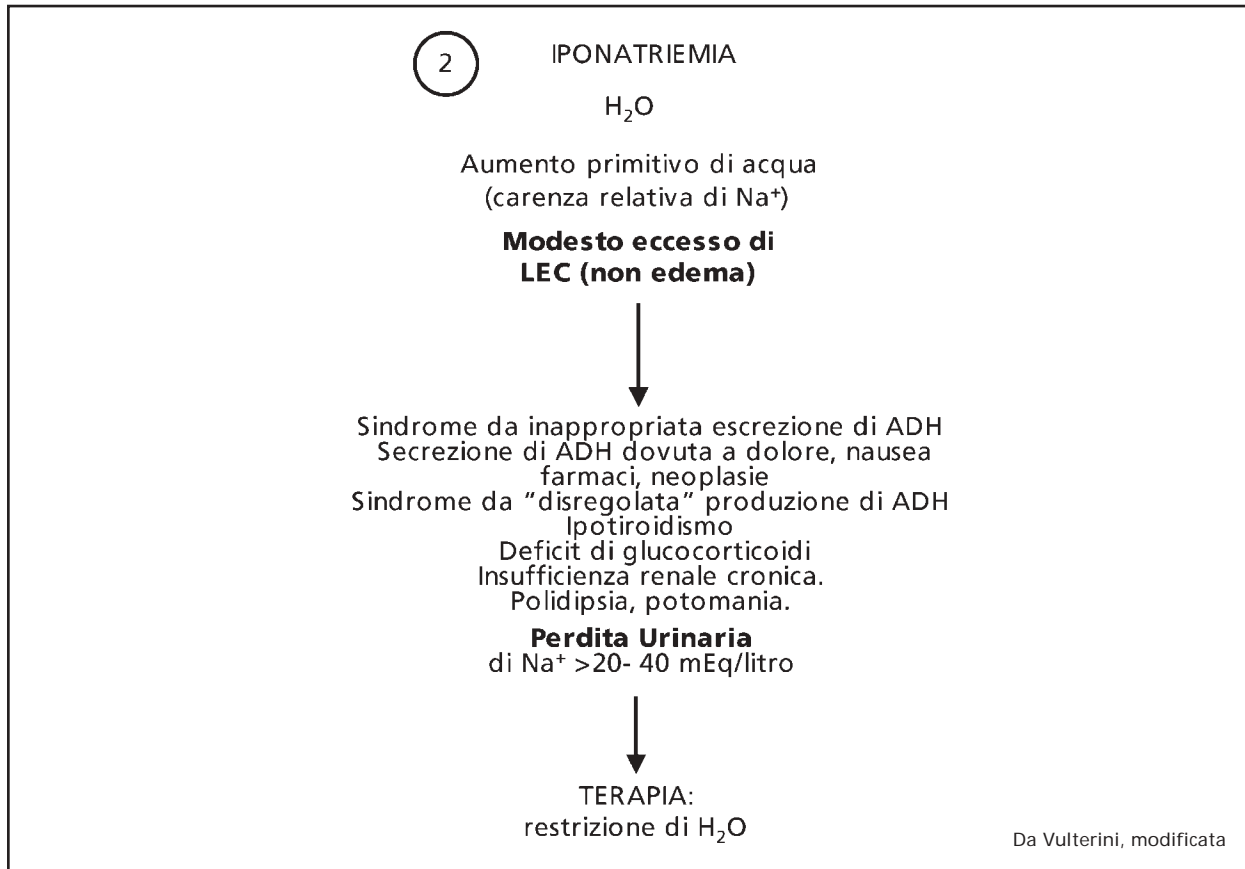 2
IPONATRIEMIA
H₂O
Aumento primitivo di acqua
(carenza relativa di Na⁺)
Modesto eccesso di
LEC (non edema)
Sindrome da inappropriata escrezione di ADH
Secrezione di ADH dovuta a dolore, nausea
farmaci, neoplasie
Sindrome da “disregolata” produzione di ADH
Ipotiroidismo
Deficit di glucocorticoidi
Insufficienza renale cronica.
Polidipsia, potomania.
Perdita Urinaria
di Na⁺ >20- 40 mEq/litro
TERAPIA:
restrizione di H₂O
Da Vulterini, modificata